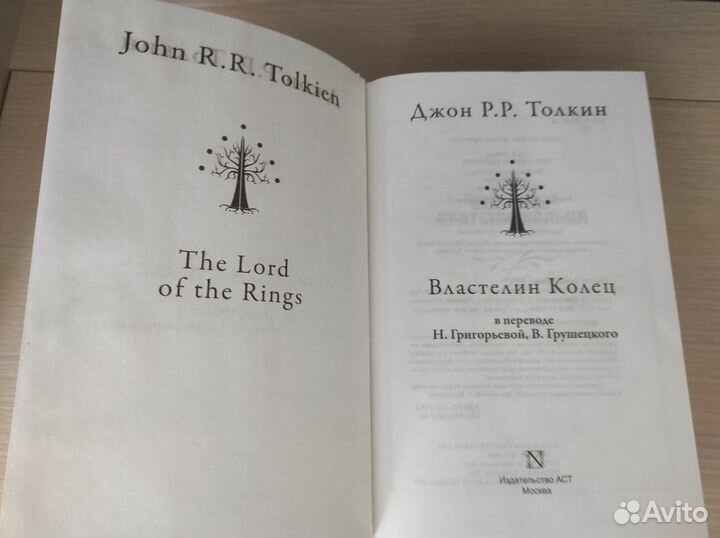 John R.R. Tolkien
The Lord
of the Rings
Джон Р.Р. Толкин
Властелин Колец
в переводе
Н. Григорьевой, В. Грушецкого
N
Издательство АСТ
Москва
Avito